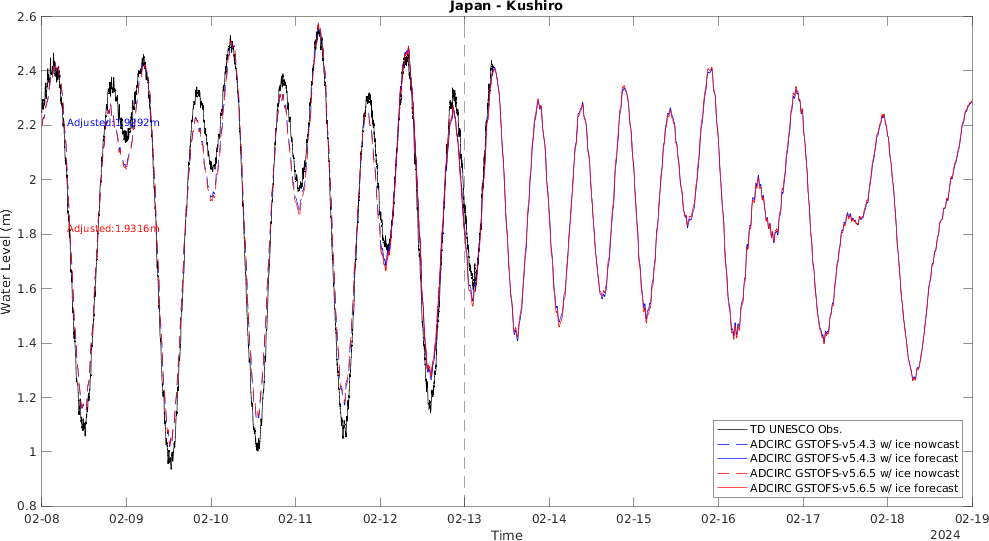 Japan - Kushiro
Water Level (m)
2.6
2.4
2.2
2
1.8
1.6
1.4
1.2
1
0.8
Adjusted:1.9292m
Adjusted:1.9316m
TD UNESCO Obs.
ADCIRC GSTOFS-v5.4.3 w/ ice nowcast
ADCIRC GSTOFS-v5.4.3 w/ ice forecast
ADCIRC GSTOFS-v5.6.5 w/ ice nowcast
ADCIRC GSTOFS-v5.6.5 w/ ice forecast
02-08 02-09 02-10 02-11 02-12 02-13 02-14 02-15 02-16 02-17 02-18 02-19
Time
2024